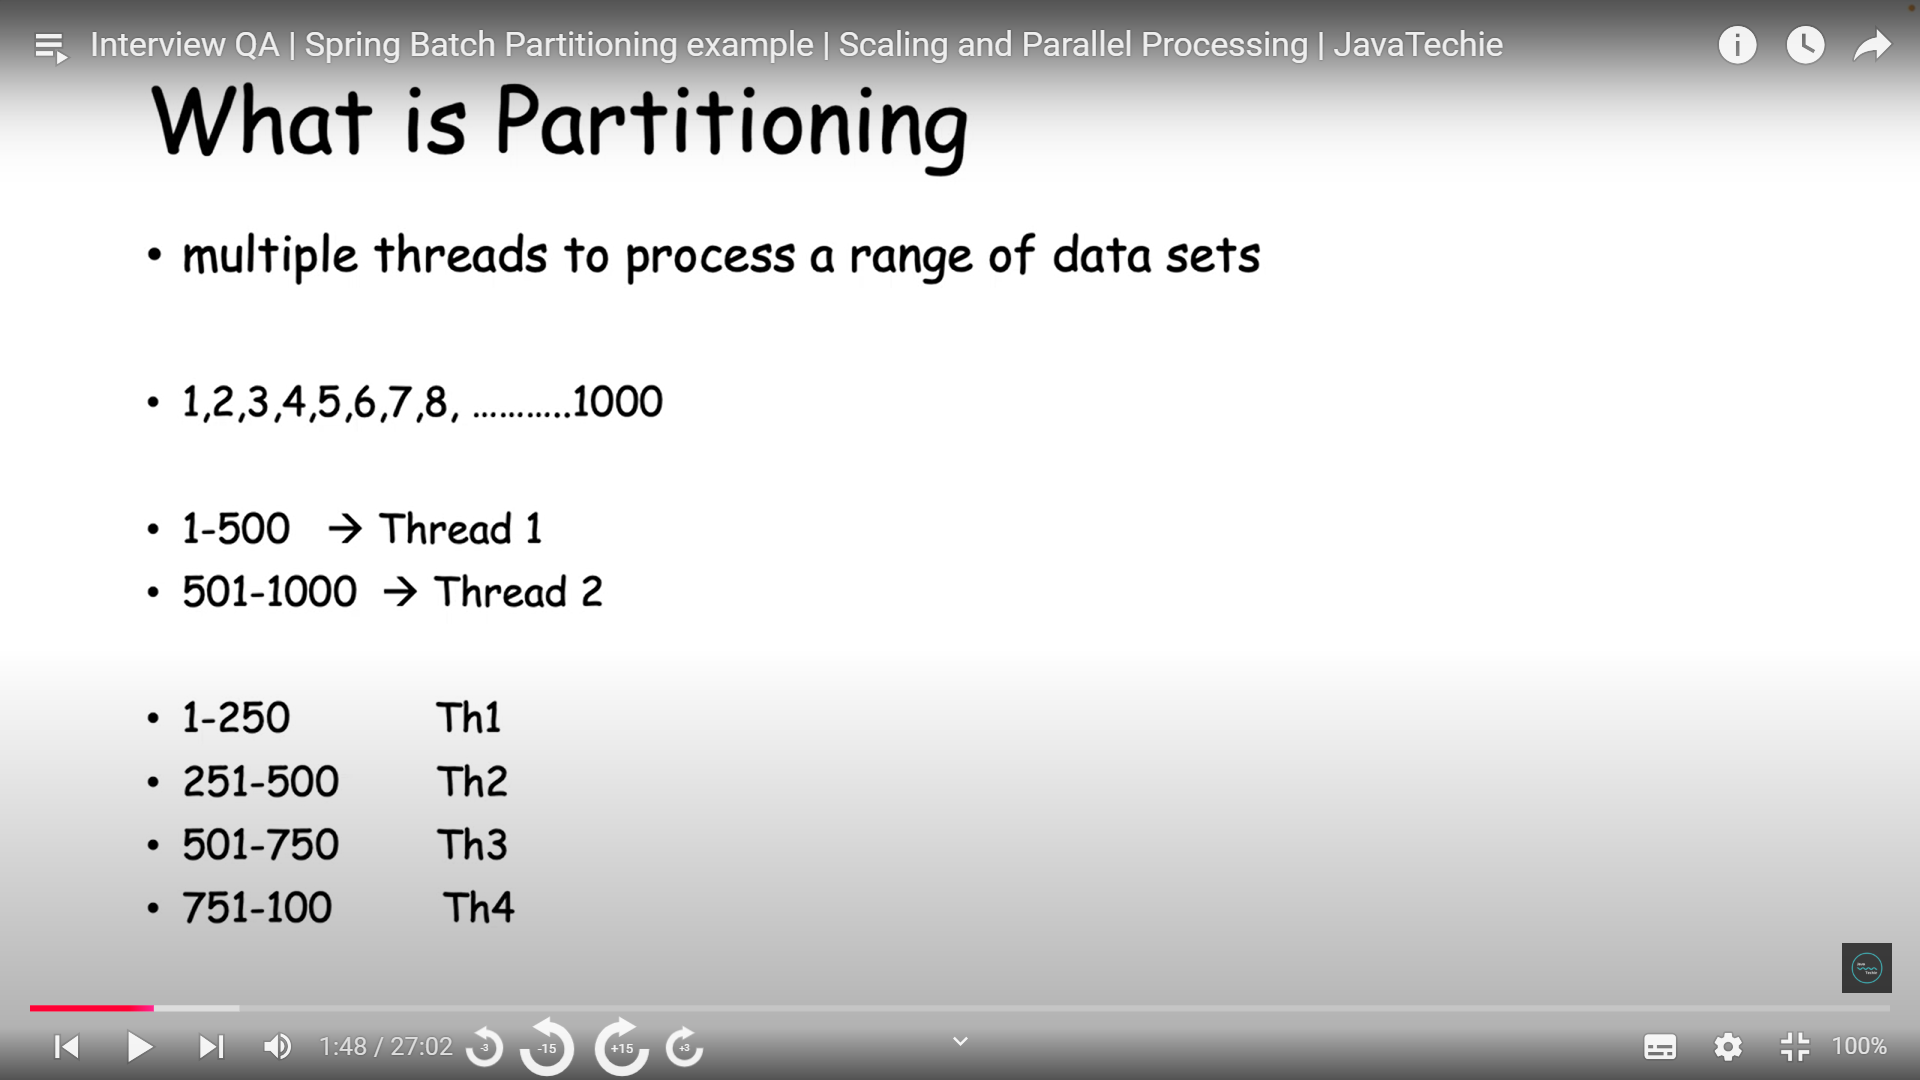 Interview QA | Spring Batch Partitioning example | Scaling and Parallel Processing | JavaTechie
What is Partitioning
• multiple threads to process a range of data sets
• 1,2,3,4,5,6,7,8, ...........1000
• 1-500 → Thread 1
• 501-1000 → Thread 2
• 1-250 Th1
• 251-500 Th2
• 501-750 Th3
• 751-100 Th4
1:48 / 27:02
-3
-15
+15
+3
100%